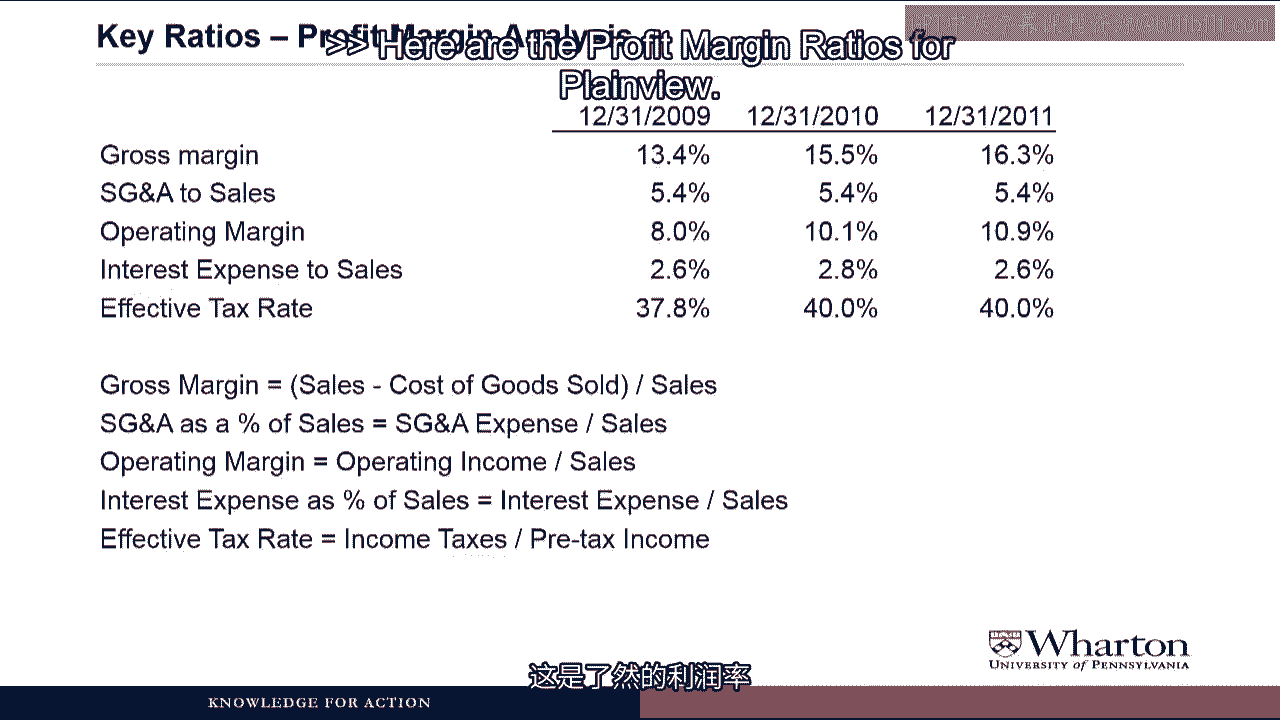 Key Ratios – Profit Margin Analysis
>> Here are the Profit Margin Ratios for
Plainview.
12/31/2009 12/31/2010 12/31/2011
Gross margin 13.4% 15.5% 16.3%
SG&A to Sales 5.4% 5.4% 5.4%
Operating Margin 8.0% 10.1% 10.9%
Interest Expense to Sales 2.6% 2.8% 2.6%
Effective Tax Rate 37.8% 40.0% 40.0%
Gross Margin = (Sales - Cost of Goods Sold) / Sales
SG&A as a % of Sales = SG&A Expense / Sales
Operating Margin = Operating Income / Sales
Interest Expense as % of Sales = Interest Expense / Sales
Effective Tax Rate = Income Taxes / Pre-tax Income
Wharton
UNIVERSITY of PENNSYLVANIA
这是了然的利润率
KNOWLEDGE FOR ACTION